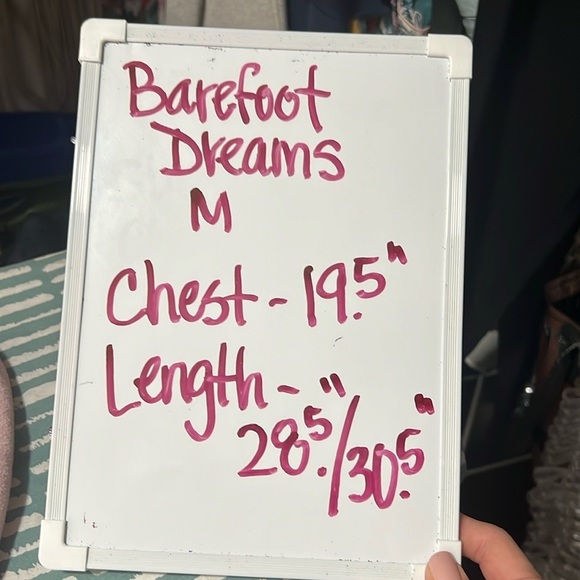 Barefoot
Dreams
M
Chest - 19.5"
Length -
28.5"/30.5"